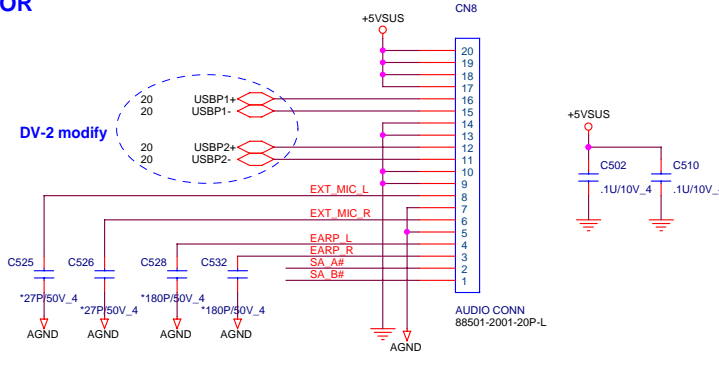 OR
CN8
+5VSUS
20
19
18
17
20 USBP1+ 16
20 USBP1- 15
14
DV-2 modify
13
20 USBP2+ 12
20 USBP2- 11
10
9
EXT_MIC_L 8
7
EXT_MIC_R 6
5
EARP_L 4
EARP_R 3
SA_A# 2
SA_B# 1
+5VSUS
C502 C510
.1U/10V_4 .1U/10V_4
C525 C526 C528 C532
*27P/50V_4 *180P/50V_4
*27P/50V_4 *180P/50V_4
AGND AGND AGND AGND
AGND
AUDIO CONN
88501-2001-20P-L